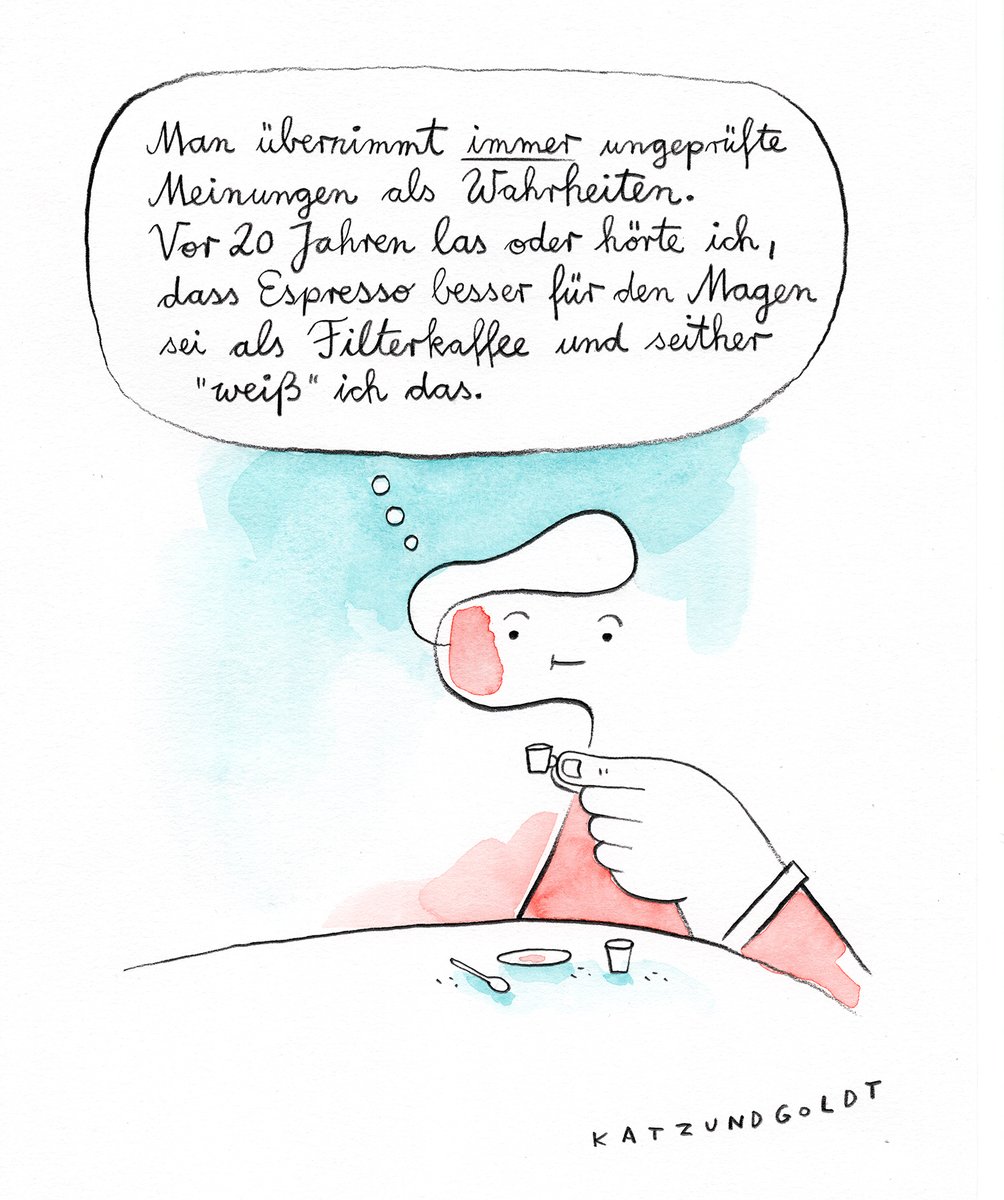 Man übernimmt immer ungeprüfte
Meinungen als Wahrheiten.
Vor 20 Jahren las oder hörte ich,
dass Espresso besser für den Magen
sei als Filterkaffee und seither
"weiß" ich das.
KATZUNDGOLDT